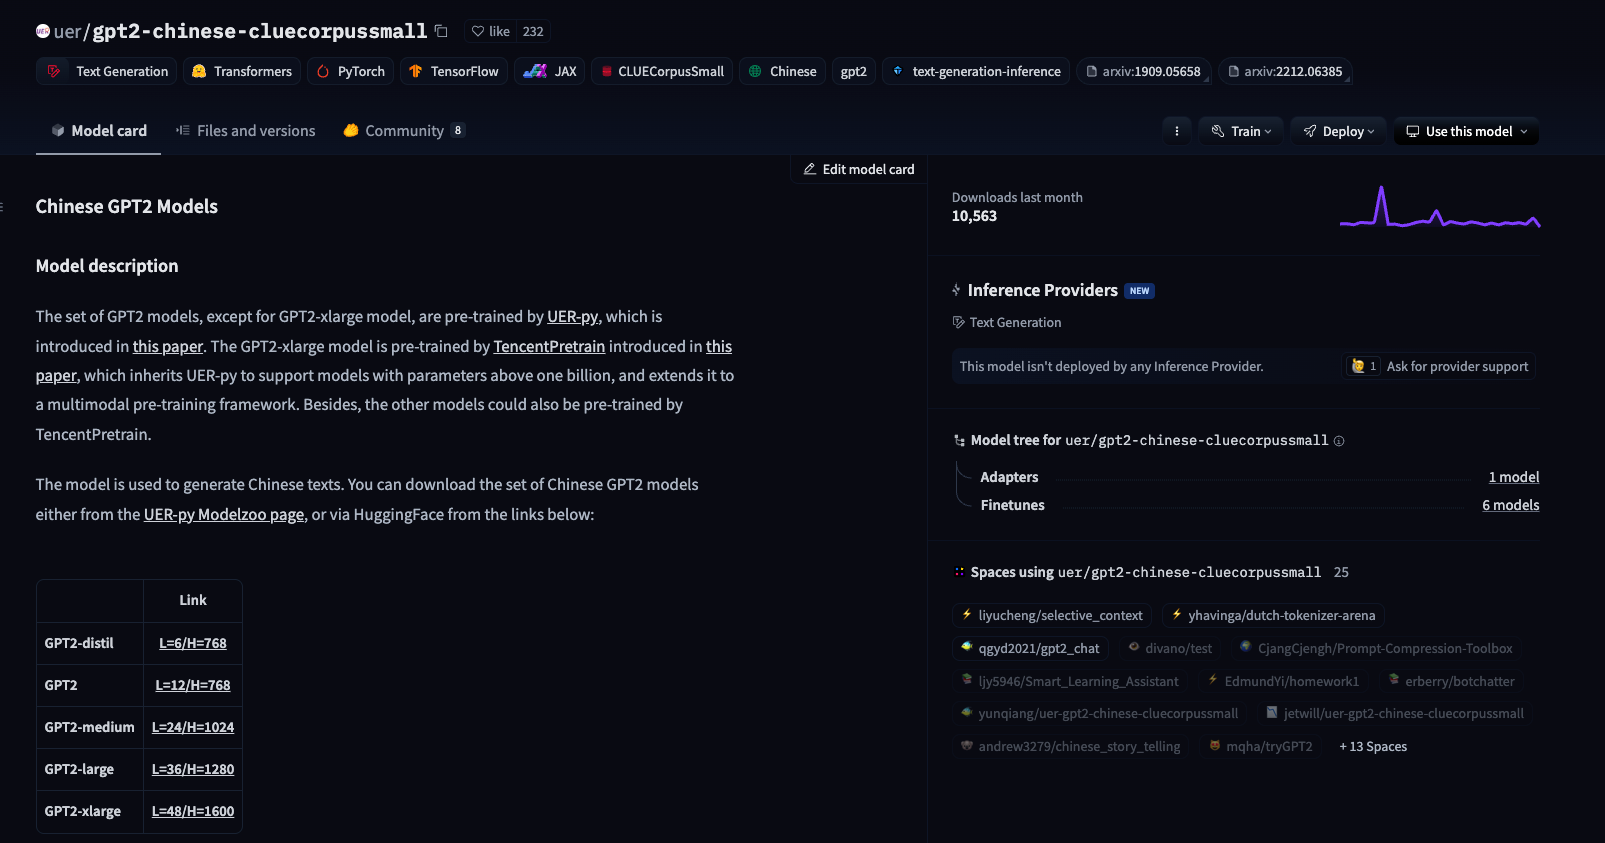 uer/gpt2-chinese-cluecorpussmall like 232
Text Generation Transformers PyTorch TensorFlow JAX CLUECorpusSmall Chinese gpt2 text-generation-inference arxiv:1909.05658 arxiv:2212.06385
Model card Files and versions Community 8
Train Deploy Use this model
Edit model card
Chinese GPT2 Models
Model description
The set of GPT2 models, except for GPT2-xlarge model, are pre-trained by UER-py, which is
introduced in this paper. The GPT2-xlarge model is pre-trained by TencentPretrain introduced in this
paper, which inherits UER-py to support models with parameters above one billion, and extends it to
a multimodal pre-training framework. Besides, the other models could also be pre-trained by
TencentPretrain.
The model is used to generate Chinese texts. You can download the set of Chinese GPT2 models
either from the UER-py Modelzoo page, or via HuggingFace from the links below:
Link
GPT2-distil L=6/H=768
GPT2 L=12/H=768
GPT2-medium L=24/H=1024
GPT2-large L=36/H=1280
GPT2-xlarge L=48/H=1600
Downloads last month
10,563
Inference Providers NEW
Text Generation
This model isn't deployed by any Inference Provider. 1 Ask for provider support
Model tree for uer/gpt2-chinese-cluecorpussmall
Adapters 1 model
Finetunes 6 models
Spaces using uer/gpt2-chinese-cluecorpussmall 25
liyucheng/selective_context yhavinga/dutch-tokenizer-arena
qgyd2021/gpt2_chat divano/test CjangCjengh/Prompt-Compression-Toolbox
ljy5946/Smart_Learning_Assistant EdmundYi/homework1 erberry/botchatter
yunqiang/uer-gpt2-chinese-cluecorpussmall jetwill/uer-gpt2-chinese-cluecorpussmall
andrew3279/chinese_story_telling mqha/tryGPT2 + 13 Spaces